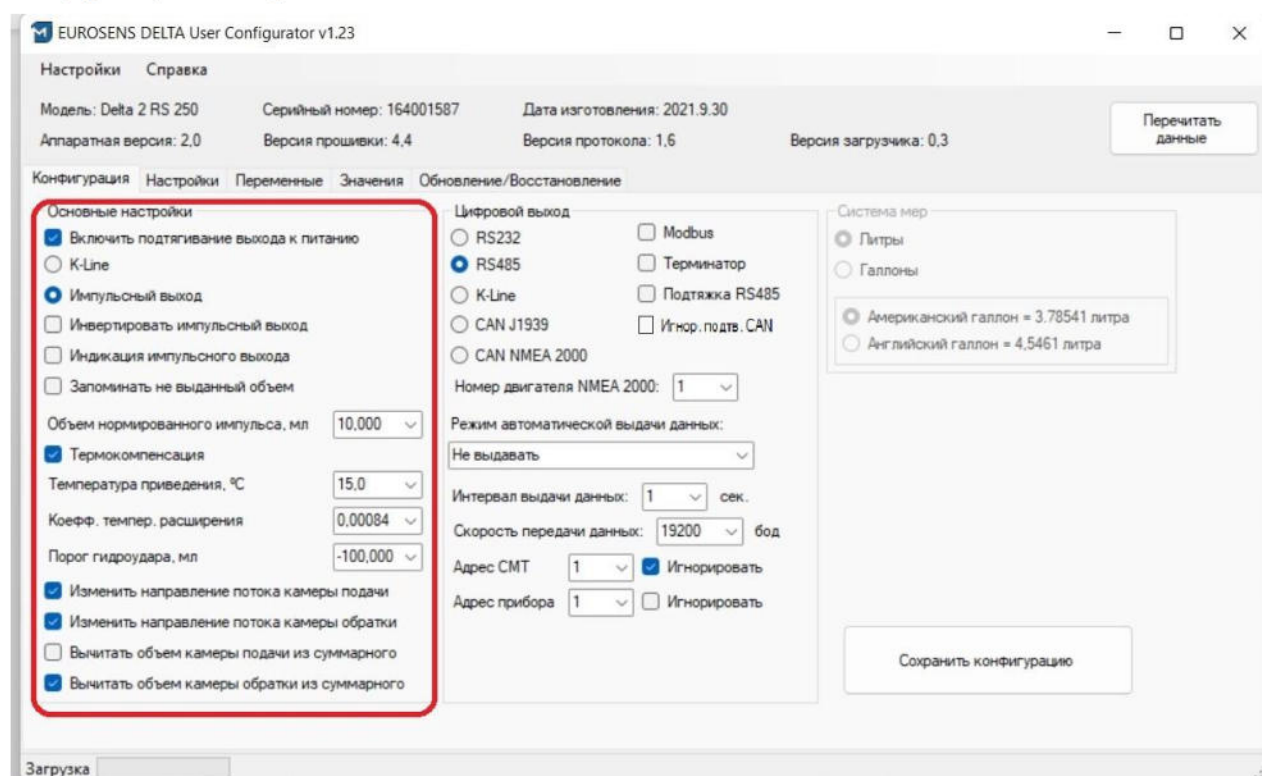 EUROSENS DELTA User Configurator v1.23
Настройки Справка
Модель: Delta 2 RS 250 Серийный номер: 164001587 Дата изготовления: 2021.9.30
Аппаратная версия: 2,0 Версия прошивки: 4,4 Версия протокола: 1,6 Версия загрузчика: 0,3
Перечитать
данные
Конфигурация Настройки Переменные Значения Обновление/Восстановление
Основные настройки
Включить подтягивание выхода к питанию
K-Line
Импульсный выход
Инвертировать импульсный выход
Индикация импульсного выхода
Запоминать не выданный объем
Объем нормированного импульса, мл 10,000
Термокомпенсация
Температура приведения, ºC 15,0
Коефф. темпер. расширения 0,00084
Порог гидроудара, мл -100,000
Изменить направление потока камеры подачи
Изменить направление потока камеры обратки
Вычитать объем камеры подачи из суммарного
Вычитать объем камеры обратки из суммарного
Цифровой выход
RS232 Modbus
RS485 Терминатор
K-Line Подтяжка RS485
CAN J1939 Игнор. подтв. CAN
CAN NMEA 2000
Номер двигателя NMEA 2000: 1
Режим автоматической выдачи данных:
Не выдавать
Интервал выдачи данных: 1 сек.
Скорость передачи данных: 19200 бод
Адрес СМТ 1 Игнорировать
Адрес прибора 1 Игнорировать
Система мер
Литры
Галлоны
Американский галлон = 3.78541 литра
Английский галлон = 4,5461 литра
Сохранить конфигурацию
Загрузка